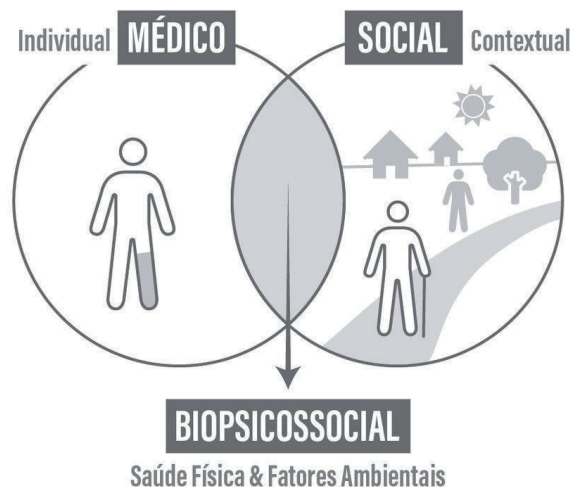 Individual MÉDICO SOCIAL Contextual
BIOPSICOSSOCIAL
Saúde Física & Fatores Ambientais